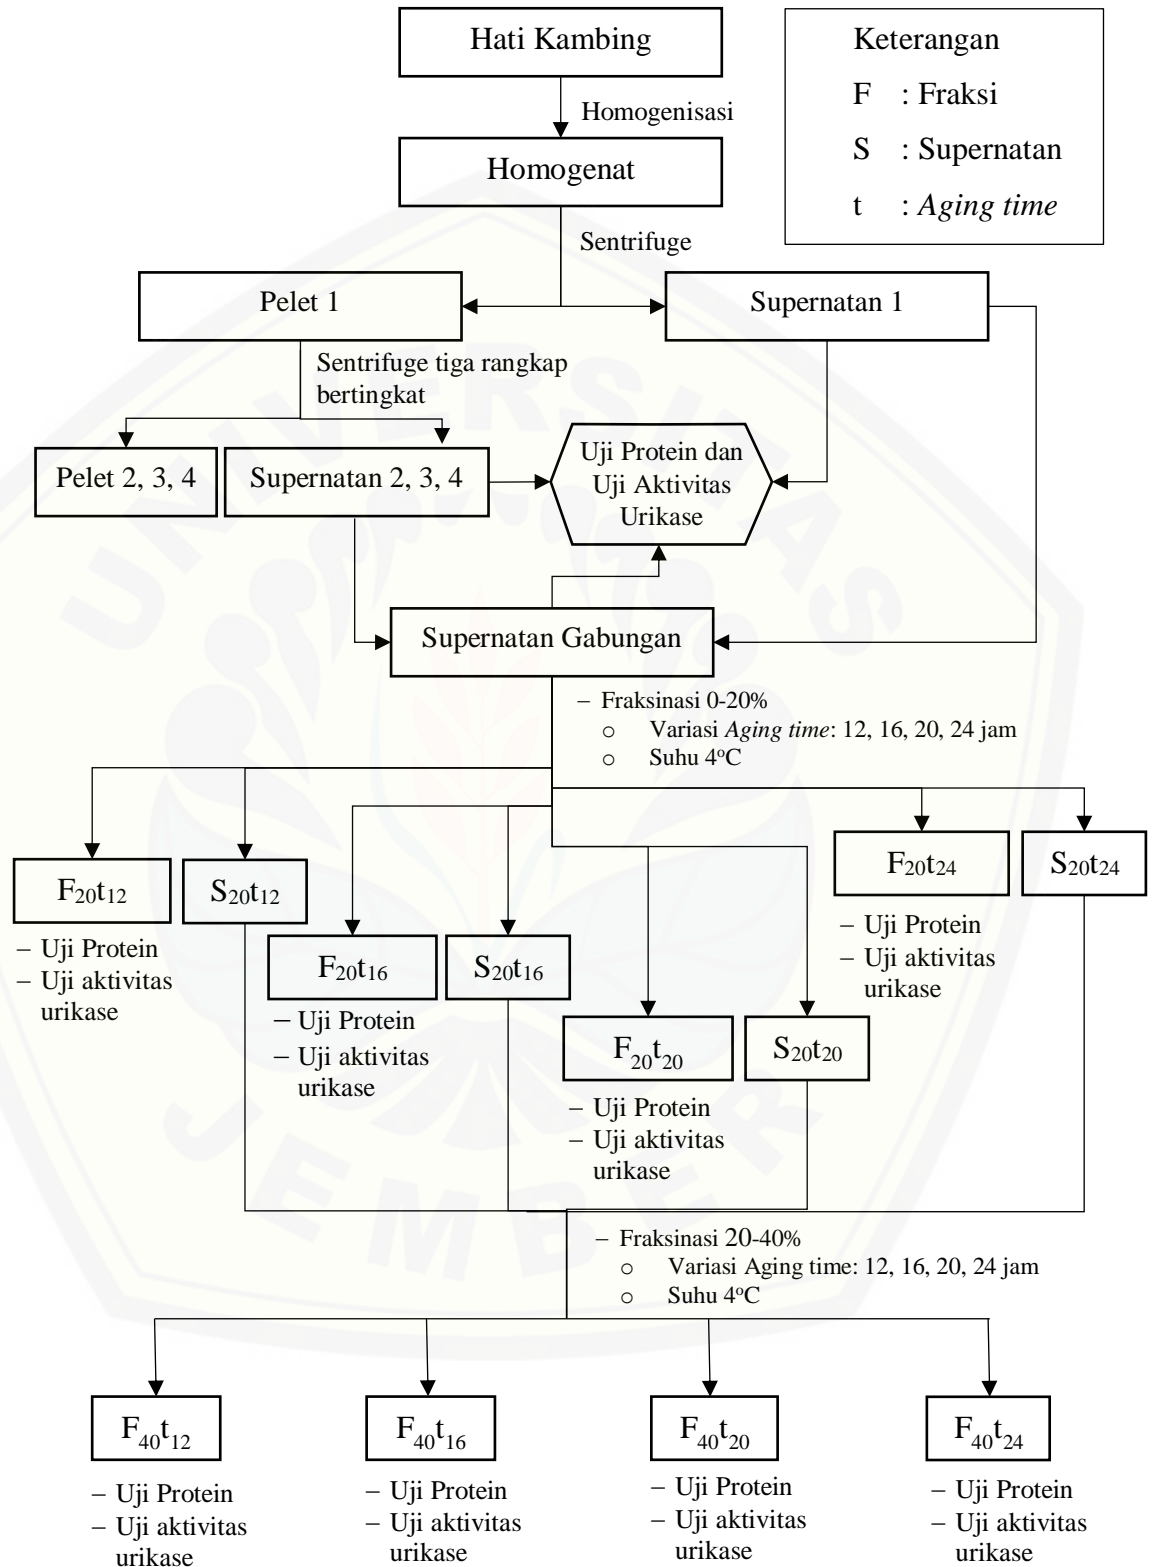 Hati Kambing
Keterangan
F : Fraksi
S : Supernatan
t : Aging time
Homogenisasi
Homogenat
Sentrifuge
Pelet 1
Supernatan 1
Sentrifuge tiga rangkap
bertingkat
Pelet 2, 3, 4
Supernatan 2, 3, 4
Uji Protein dan
Uji Aktivitas
Urikase
Supernatan Gabungan
– Fraksinasi 0-20%
o Variasi Aging time: 12, 16, 20, 24 jam
o Suhu 4°C
F20t12
S20t12
– Uji Protein
– Uji aktivitas
urikase
F20t16
S20t16
– Uji Protein
– Uji aktivitas
urikase
F20t20
S20t20
– Uji Protein
– Uji aktivitas
urikase
F20t24
S20t24
– Uji Protein
– Uji aktivitas
urikase
– Fraksinasi 20-40%
o Variasi Aging time: 12, 16, 20, 24 jam
o Suhu 4°C
F40t12
– Uji Protein
– Uji aktivitas
urikase
F40t16
– Uji Protein
– Uji aktivitas
urikase
F40t20
– Uji Protein
– Uji aktivitas
urikase
F40t24
– Uji Protein
– Uji aktivitas
urikase
UNIVERSITAS
JEMBER